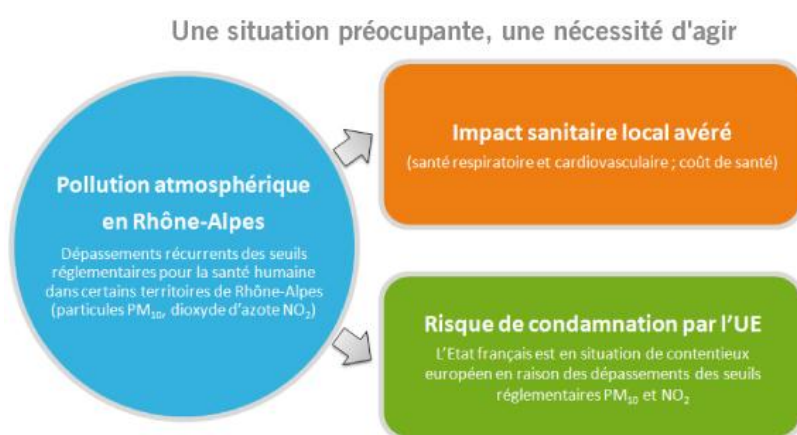 Une situation préoccupante, une nécessité d'agir
Pollution atmosphérique
en Rhône-Alpes
Dépassements récurrents des seuils
réglementaires pour la santé humaine
dans certains territoires de Rhône-Alpes
(particules PM₁₀, dioxyde d'azote NO₂)
Impact sanitaire local avéré
(santé respiratoire et cardiovasculaire ; coût de santé)
Risque de condamnation par l'UE
L'Etat français est en situation de contentieux
européen en raison des dépassements des seuils
réglementaires PM₁₀ et NO₂